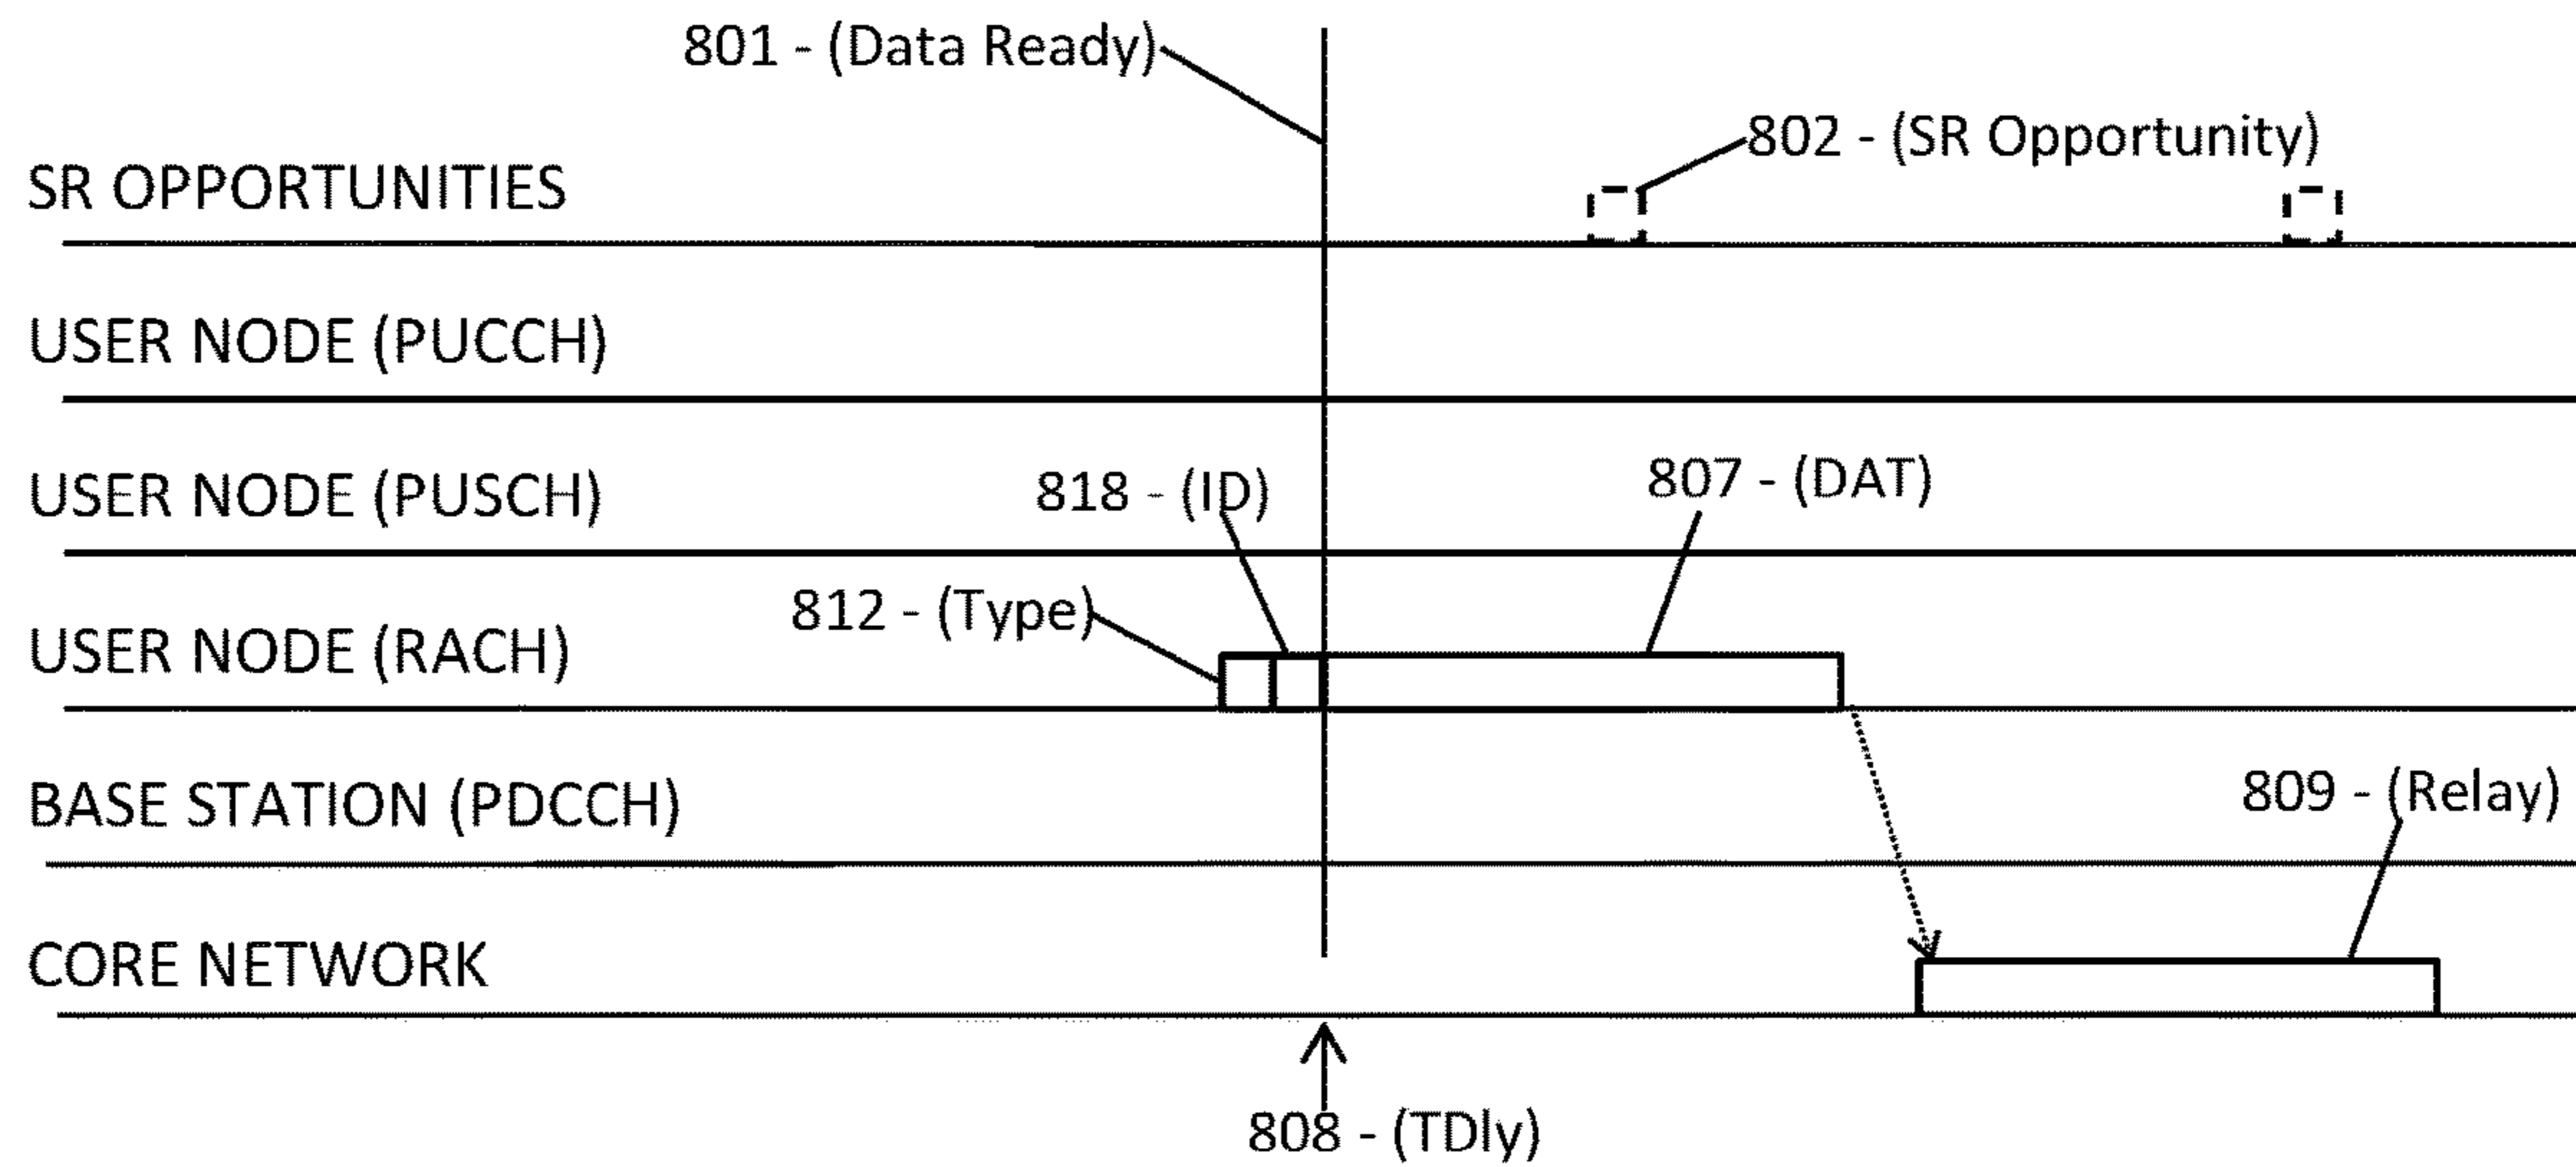 801 - (Data Ready)
802 - (SR Opportunity)
SR OPPORTUNITIES
USER NODE (PUCCH)
USER NODE (PUSCH)
818 - (ID)
807 - (DAT)
812 - (Type)
USER NODE (RACH)
BASE STATION (PDCCH)
809 - (Relay)
CORE NETWORK
808 - (TDly)